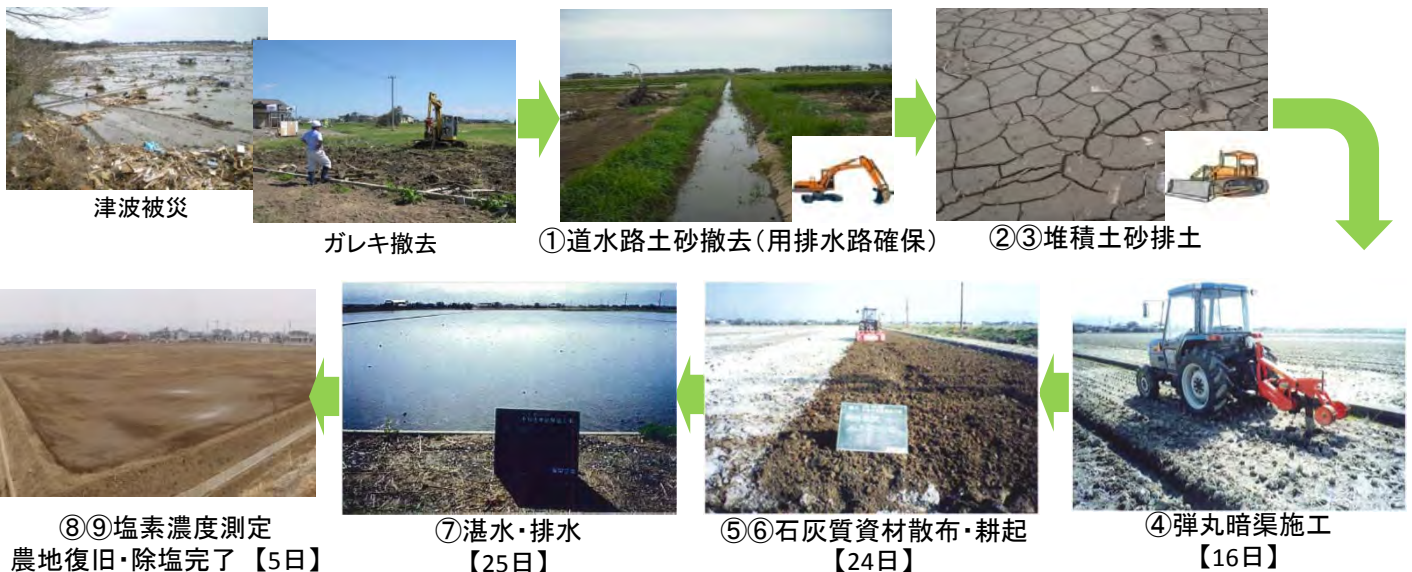 津波被災
ガレキ撤去
①道水路土砂撤去(用排水路確保)
②③堆積土砂排土
④弾丸暗渠施工
【16日】
⑤⑥石灰質資材散布・耕起
【24日】
⑦湛水・排水
【25日】
⑧⑨塩素濃度測定
農地復旧・除塩完了 【5日】